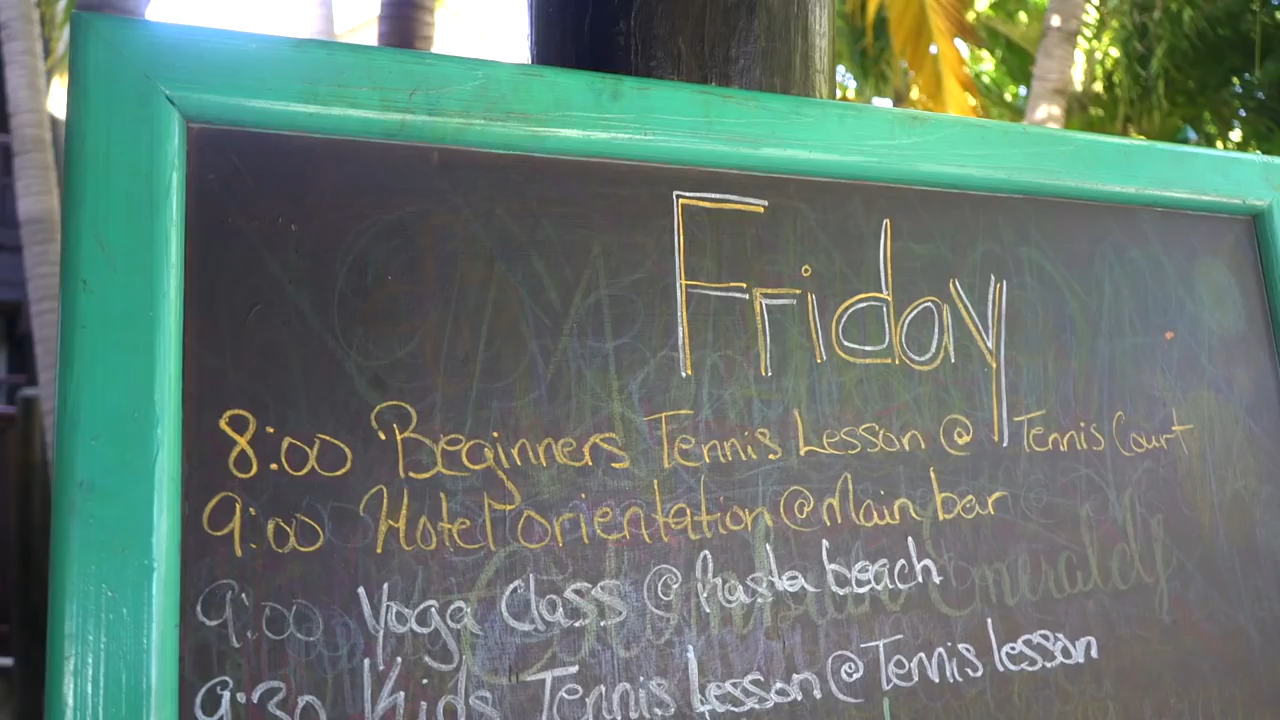 Friday
8:00 Beginners Tennis Lesson @ Tennis Court
9:00 Hotel orientation @ Main bar
9:00 Yoga Class @ Rasta beach
9:30 Kids Tennis Lesson @ Tennis lesson